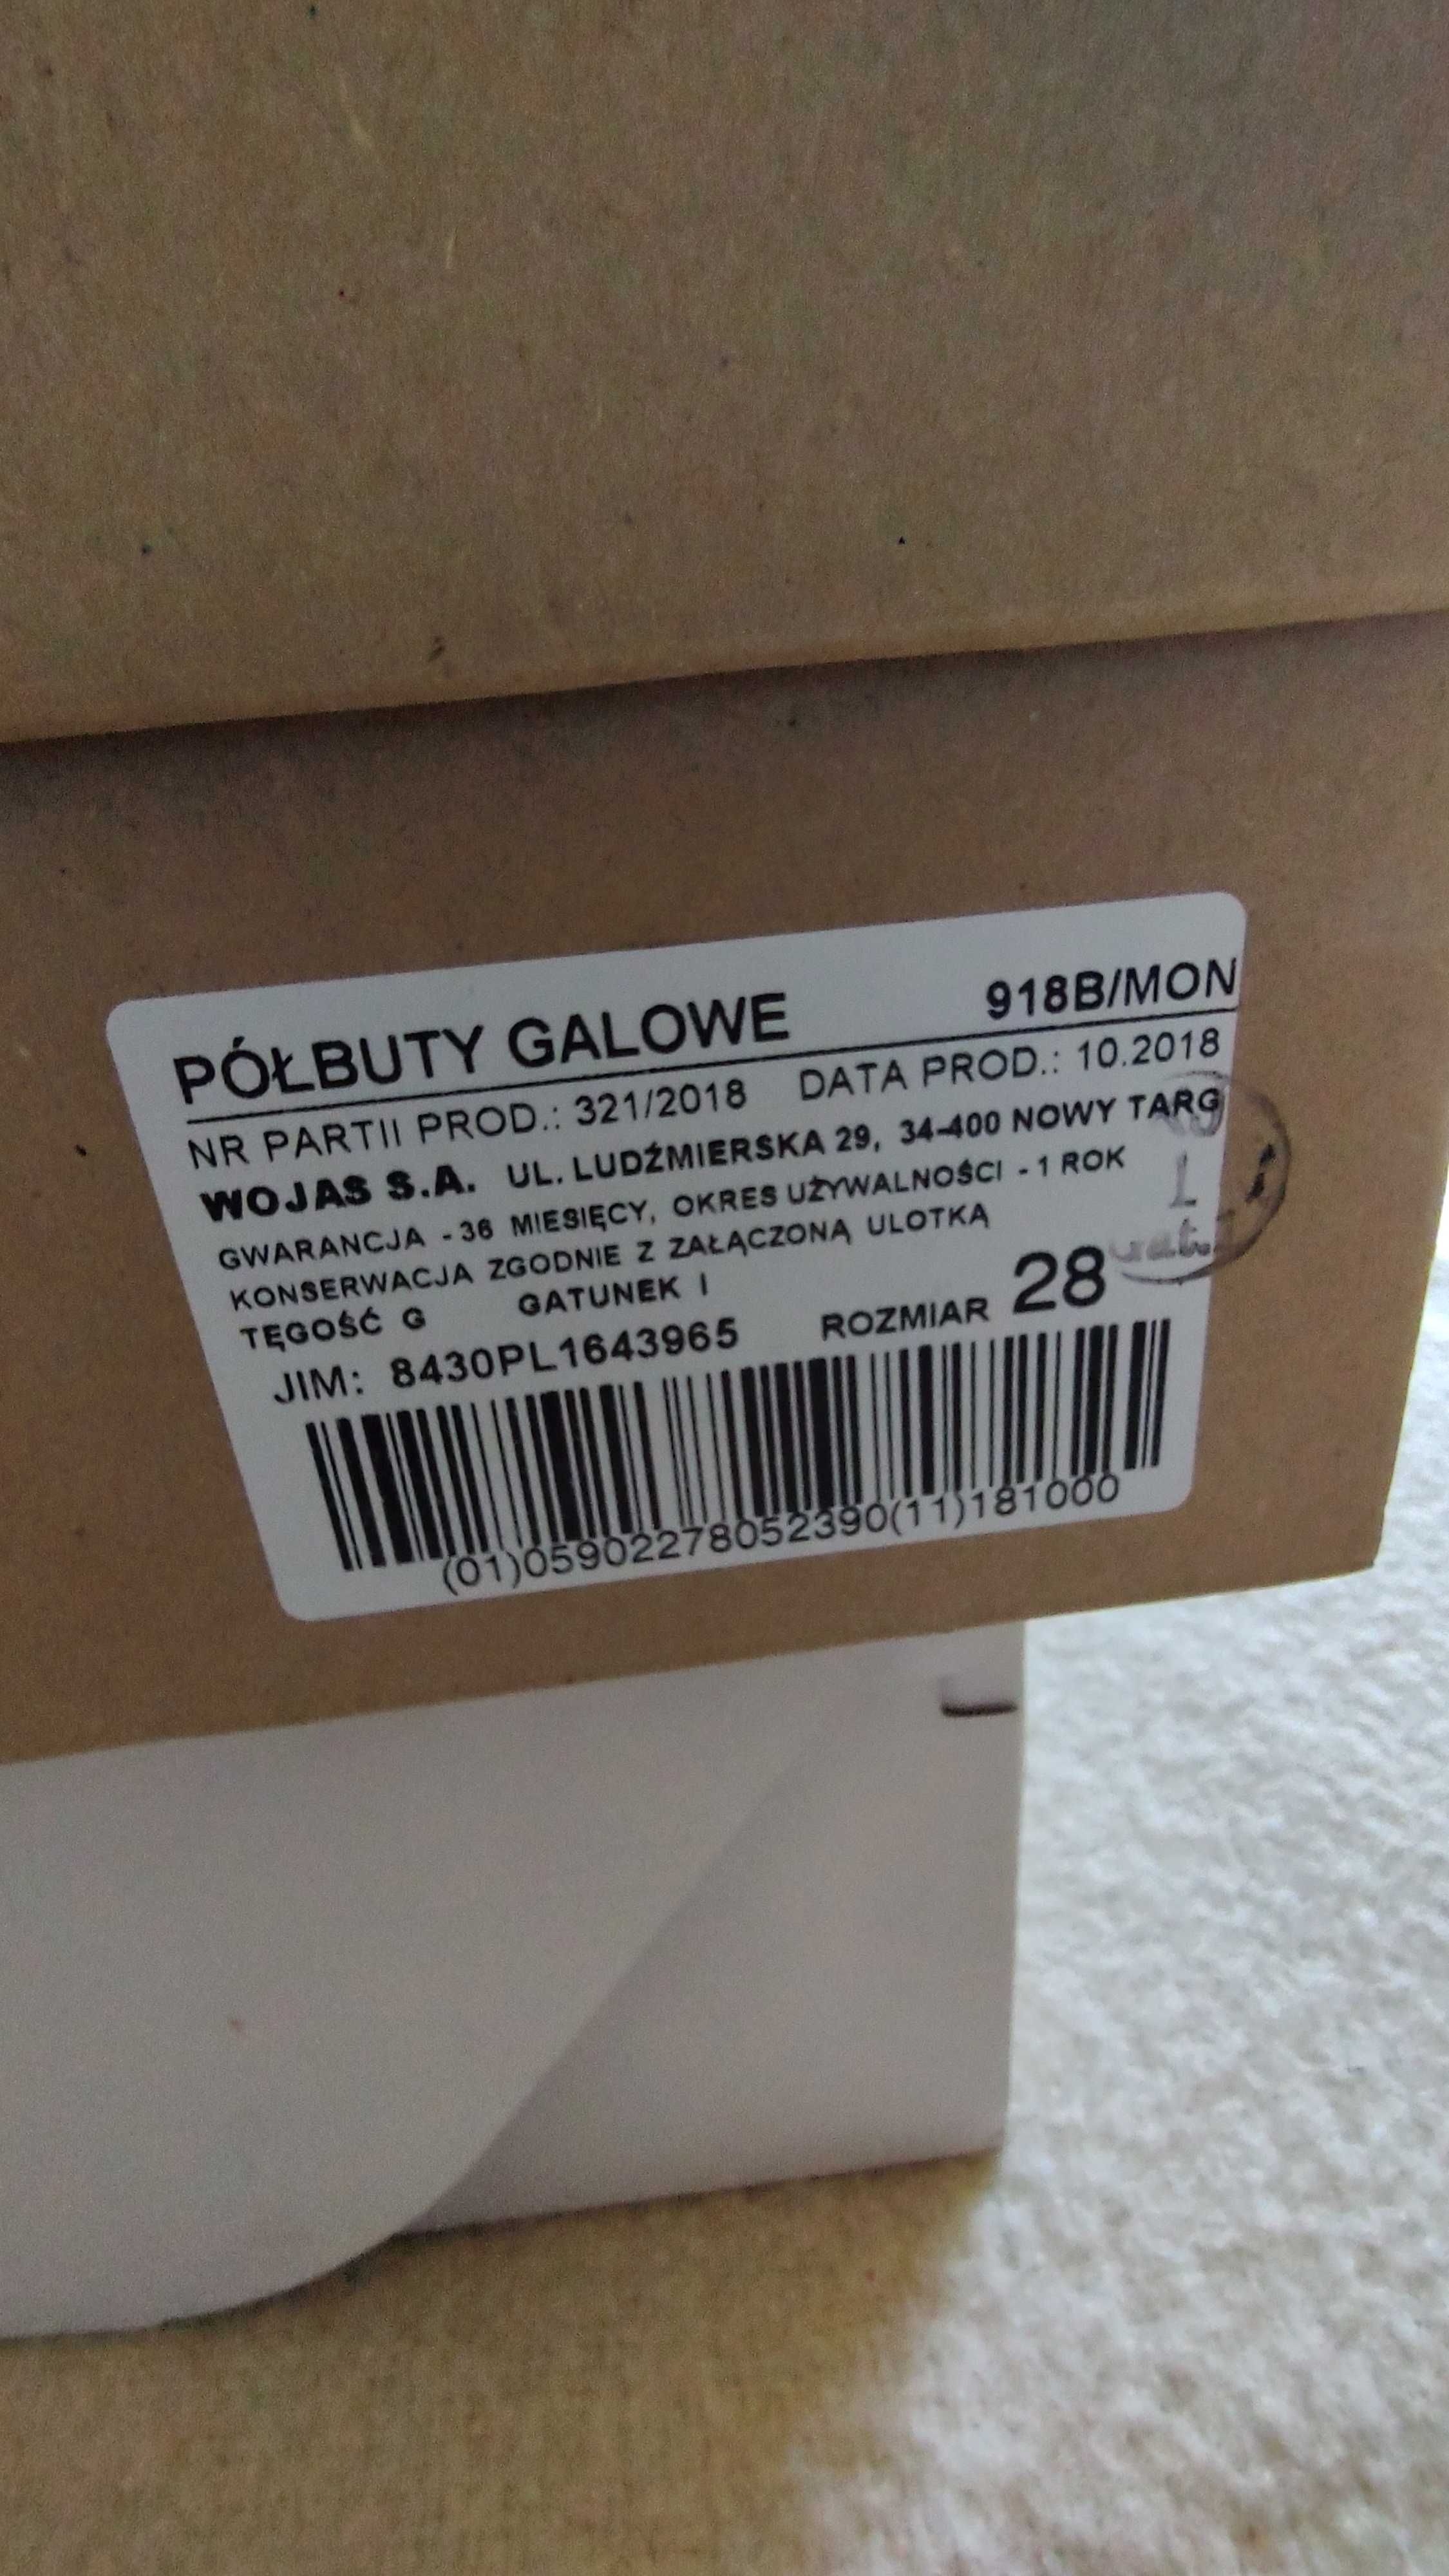 PÓŁBUTY GALOWE 918B/MON
NR PARTII PROD.: 321/2018 DATA PROD.: 10.2018
WOJAS S.A. UL. LUDŹMIERSKA 29, 34-400 NOWY TARG
GWARANCJA - 36 MIESIĘCY, OKRES UŻYWALNOŚCI - 1 ROK
KONSERWACJA ZGODNIE Z ZAŁĄCZONĄ ULOTKĄ
TĘGOŚĆ G GATUNEK I
JIM: 8430PL1643965 ROZMIAR 28
(01)05902278052390(11)181000